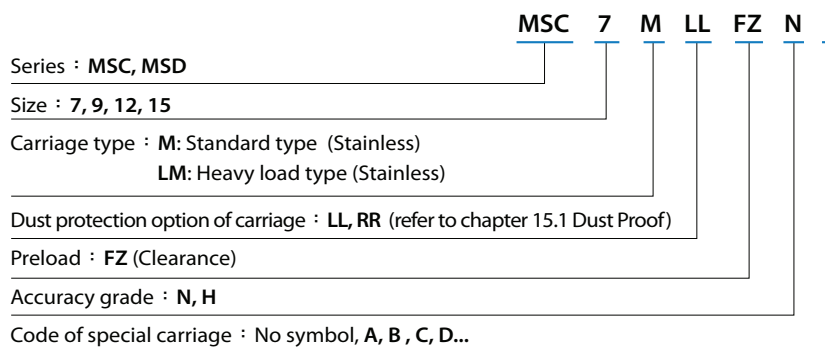 MSC 7 M LL FZ N
Series：MSC, MSD
Size：7, 9, 12, 15
Carriage type：M: Standard type (Stainless)
LM: Heavy load type (Stainless)
Dust protection option of carriage：LL, RR (refer to chapter 15.1 Dust Proof)
Preload：FZ (Clearance)
Accuracy grade：N, H
Code of special carriage：No symbol, A, B , C, D...